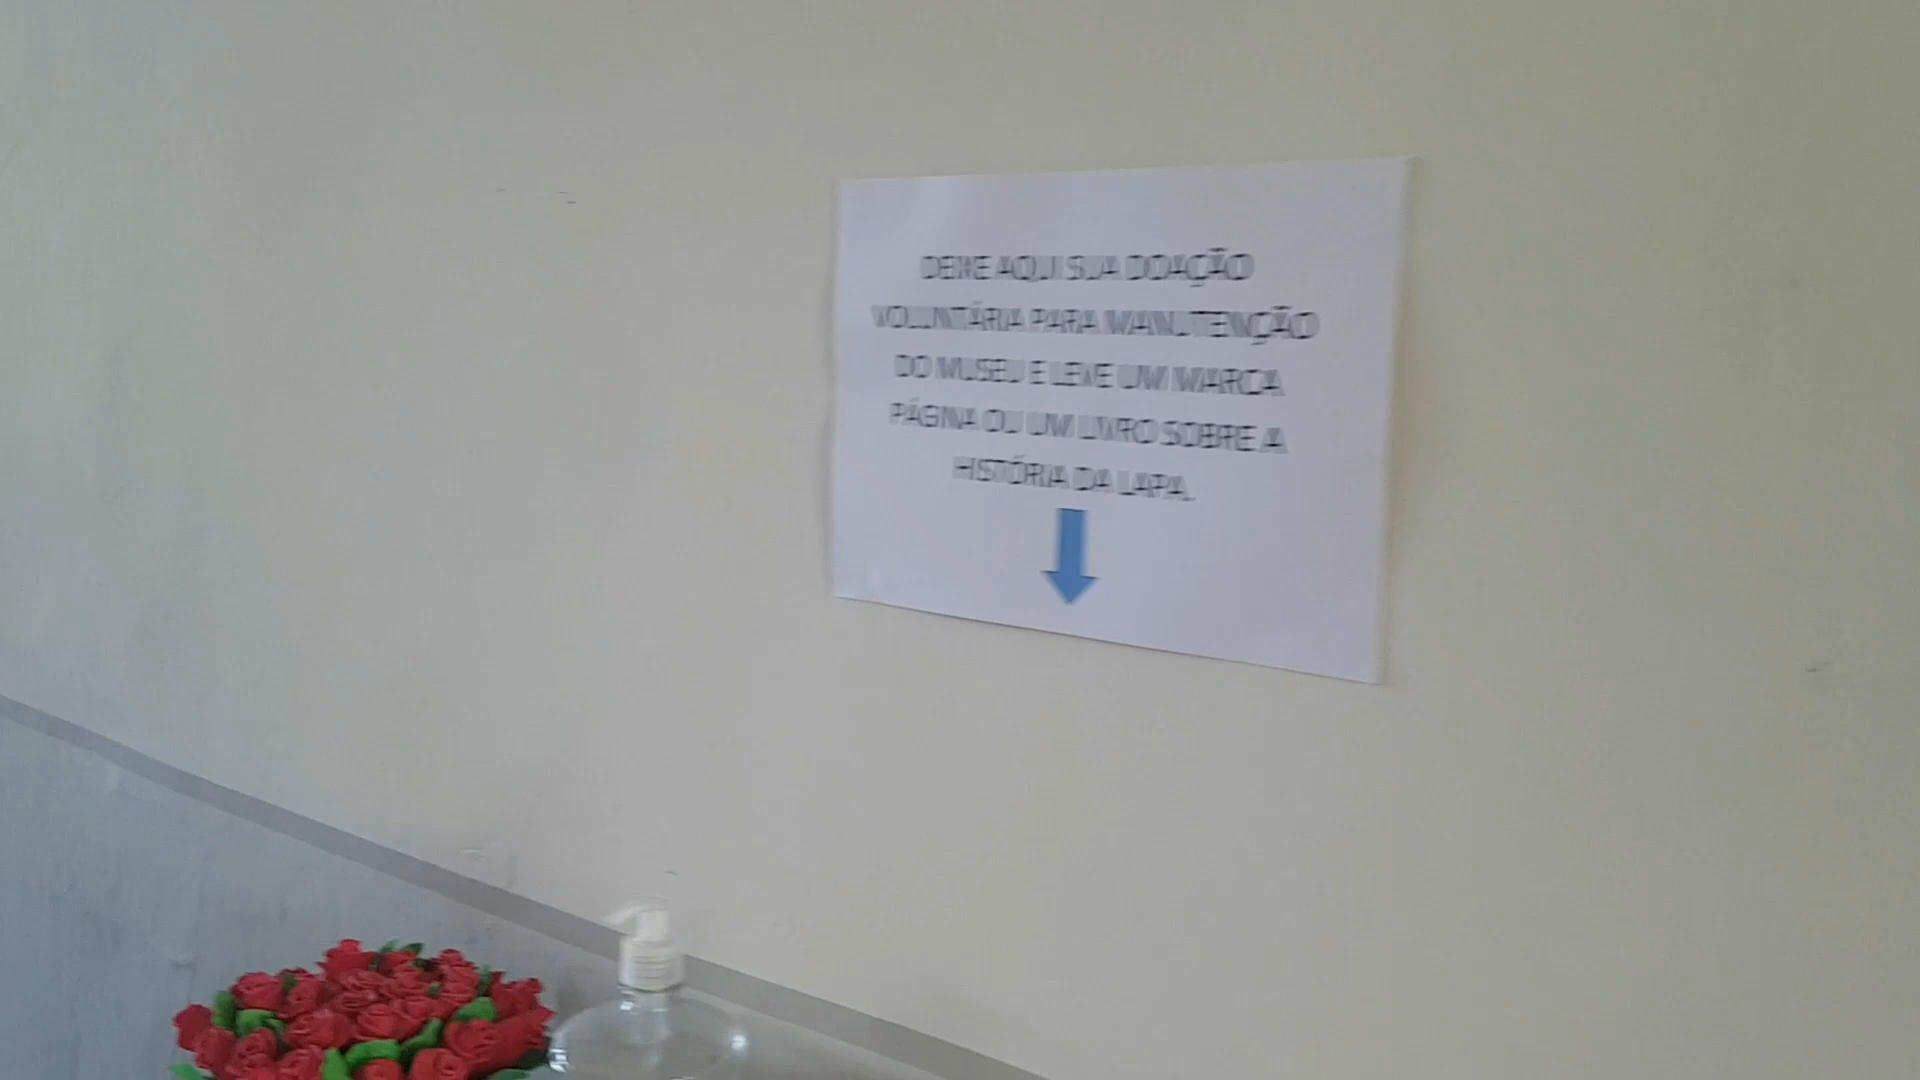 DEIXE AQUI SUA DOAÇÃO
VOLUNTÁRIA PARA MANUTENÇÃO
DO MUSEU E LEVE UM MARCA
PÁGINA OU UM LIVRO SOBRE A
HISTÓRIA DA LAPA.